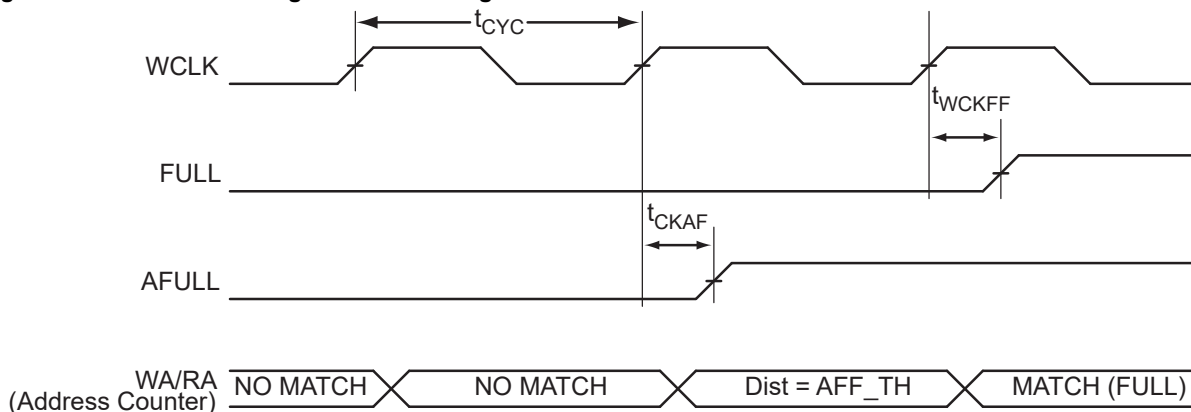 tCYC
WCLK
tWCKFF
FULL
tCKAF
AFULL
WA/RA
(Address Counter)
NO MATCH
NO MATCH
Dist = AFF_TH
MATCH (FULL)